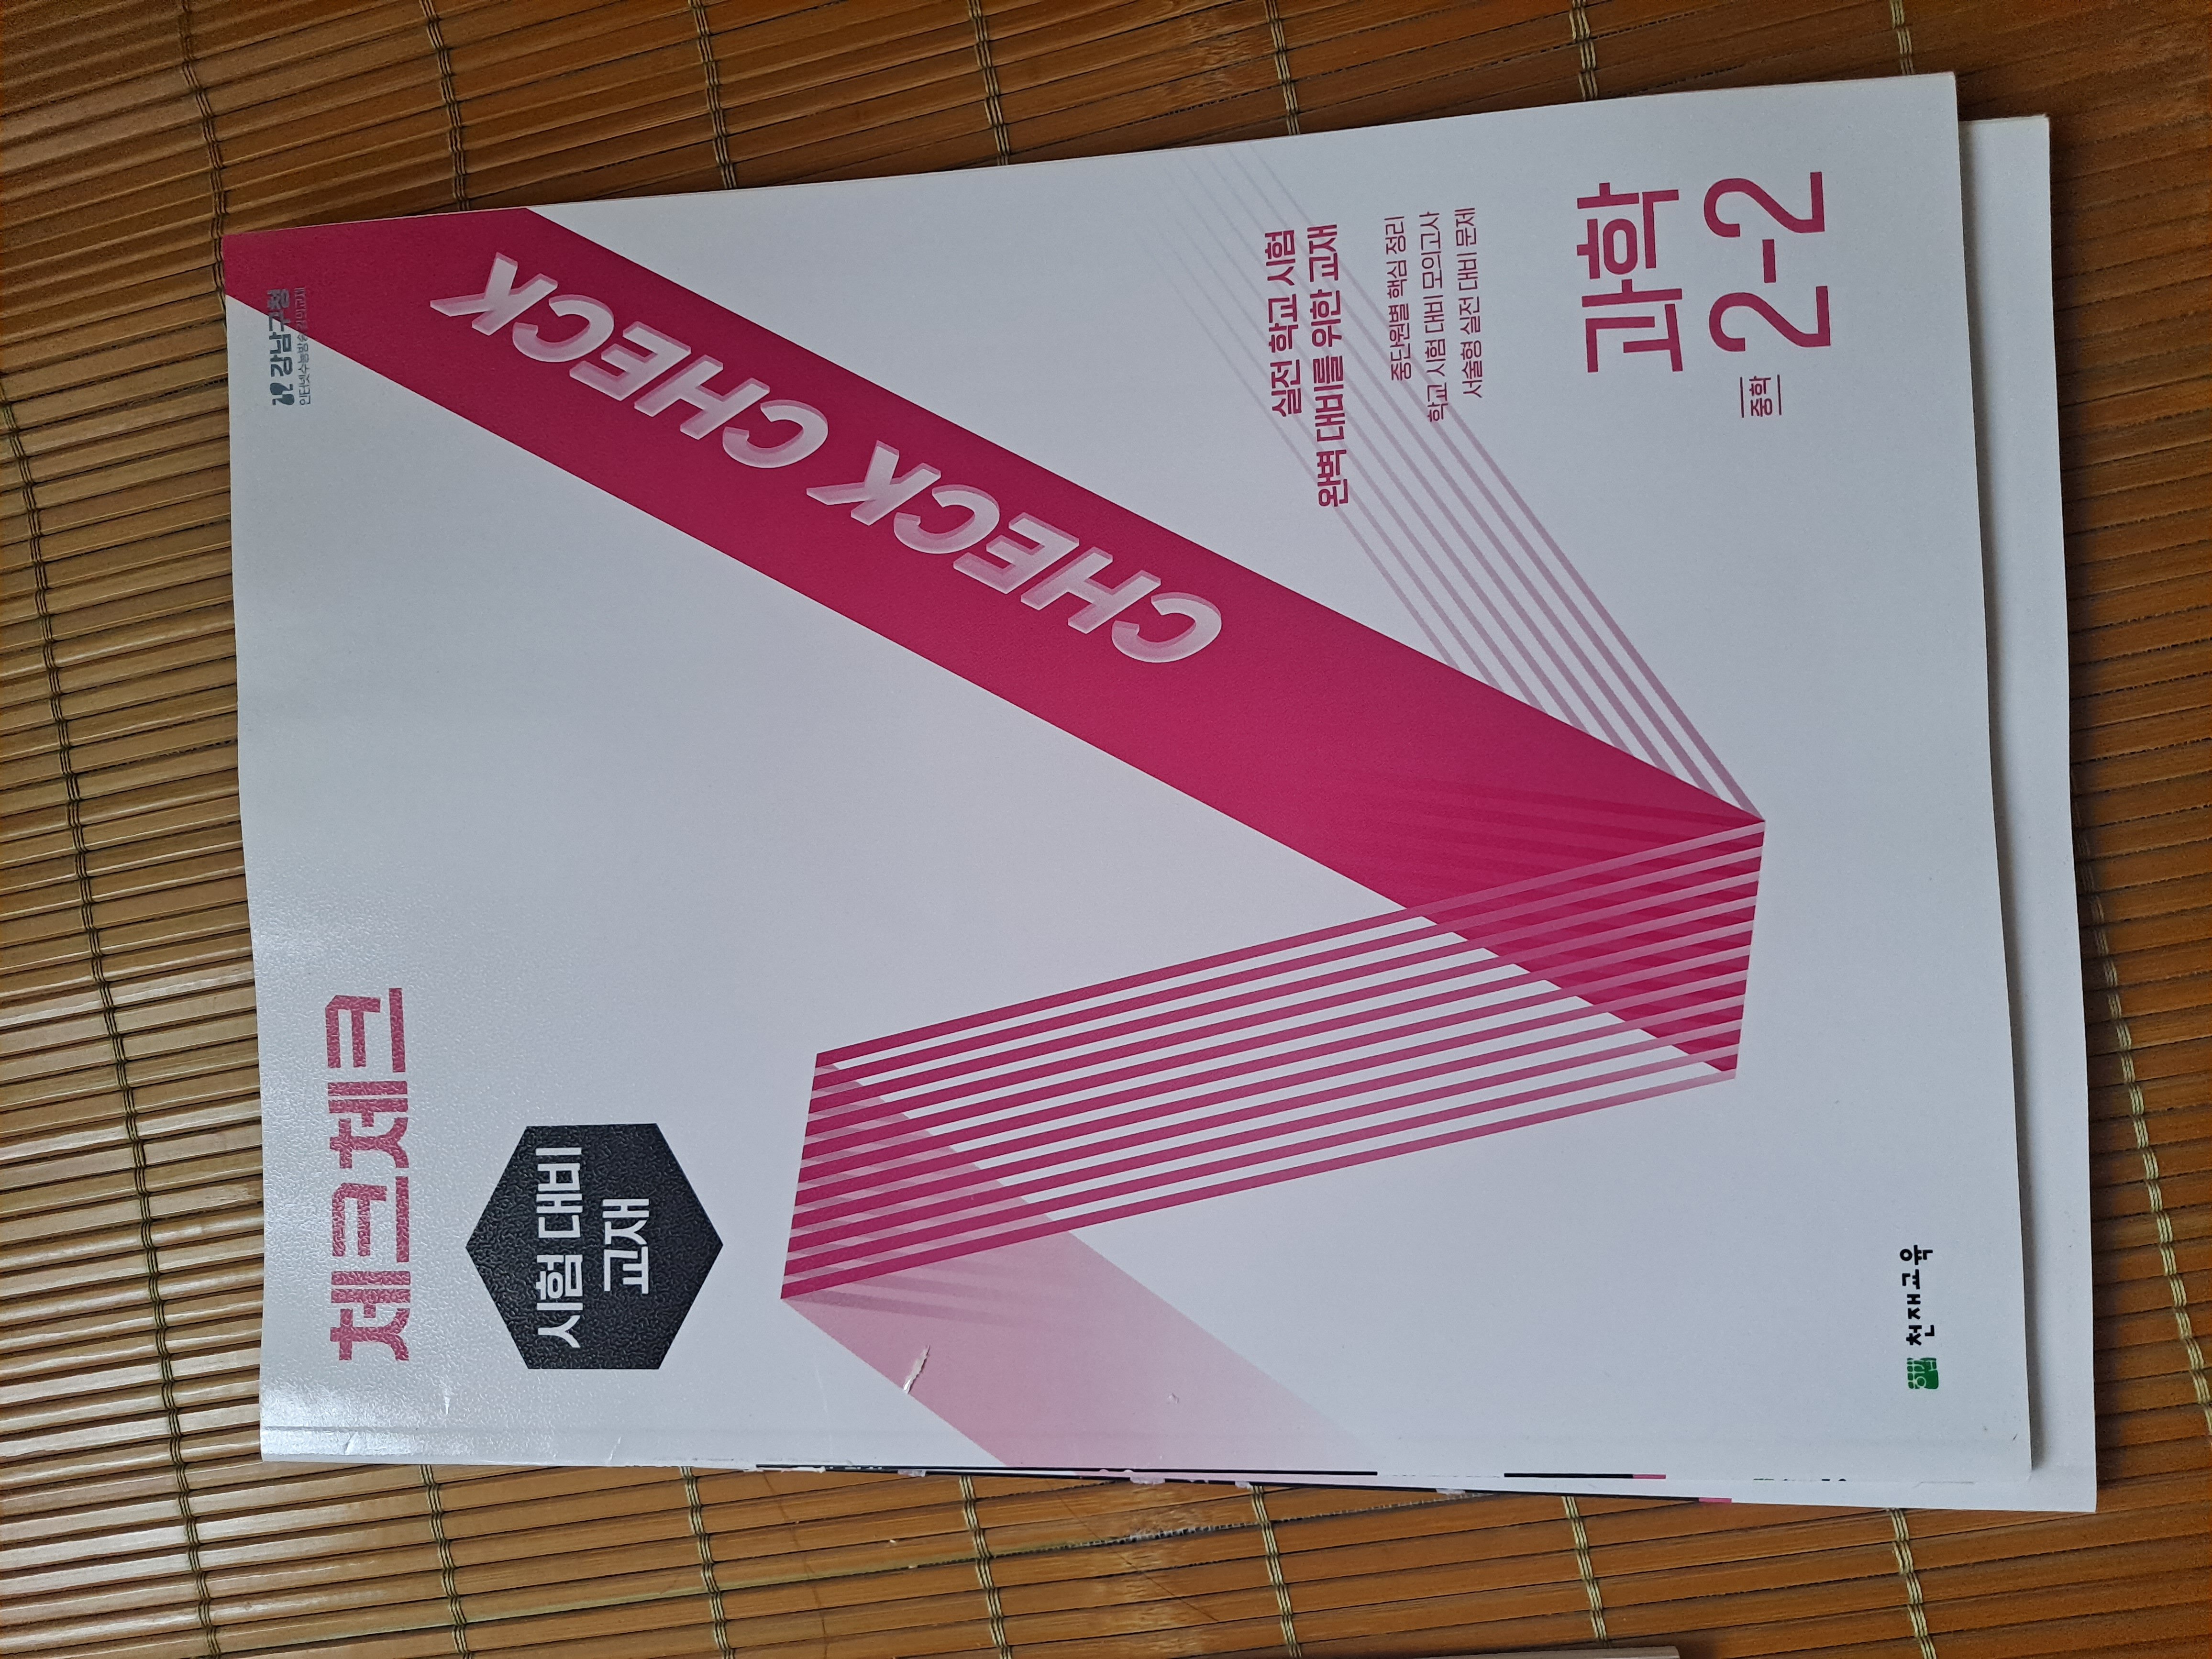 강남구청
인터넷수능방송 강의교재
체크체크
시험 대비
교재
CHECK CHECK
실전 학교 시험
완벽 대비를 위한 교재
중단원별 핵심 정리
학교 시험 대비 모의고사
서술형 실전 대비 문제
과학
중학 2-2
해법 천재교육